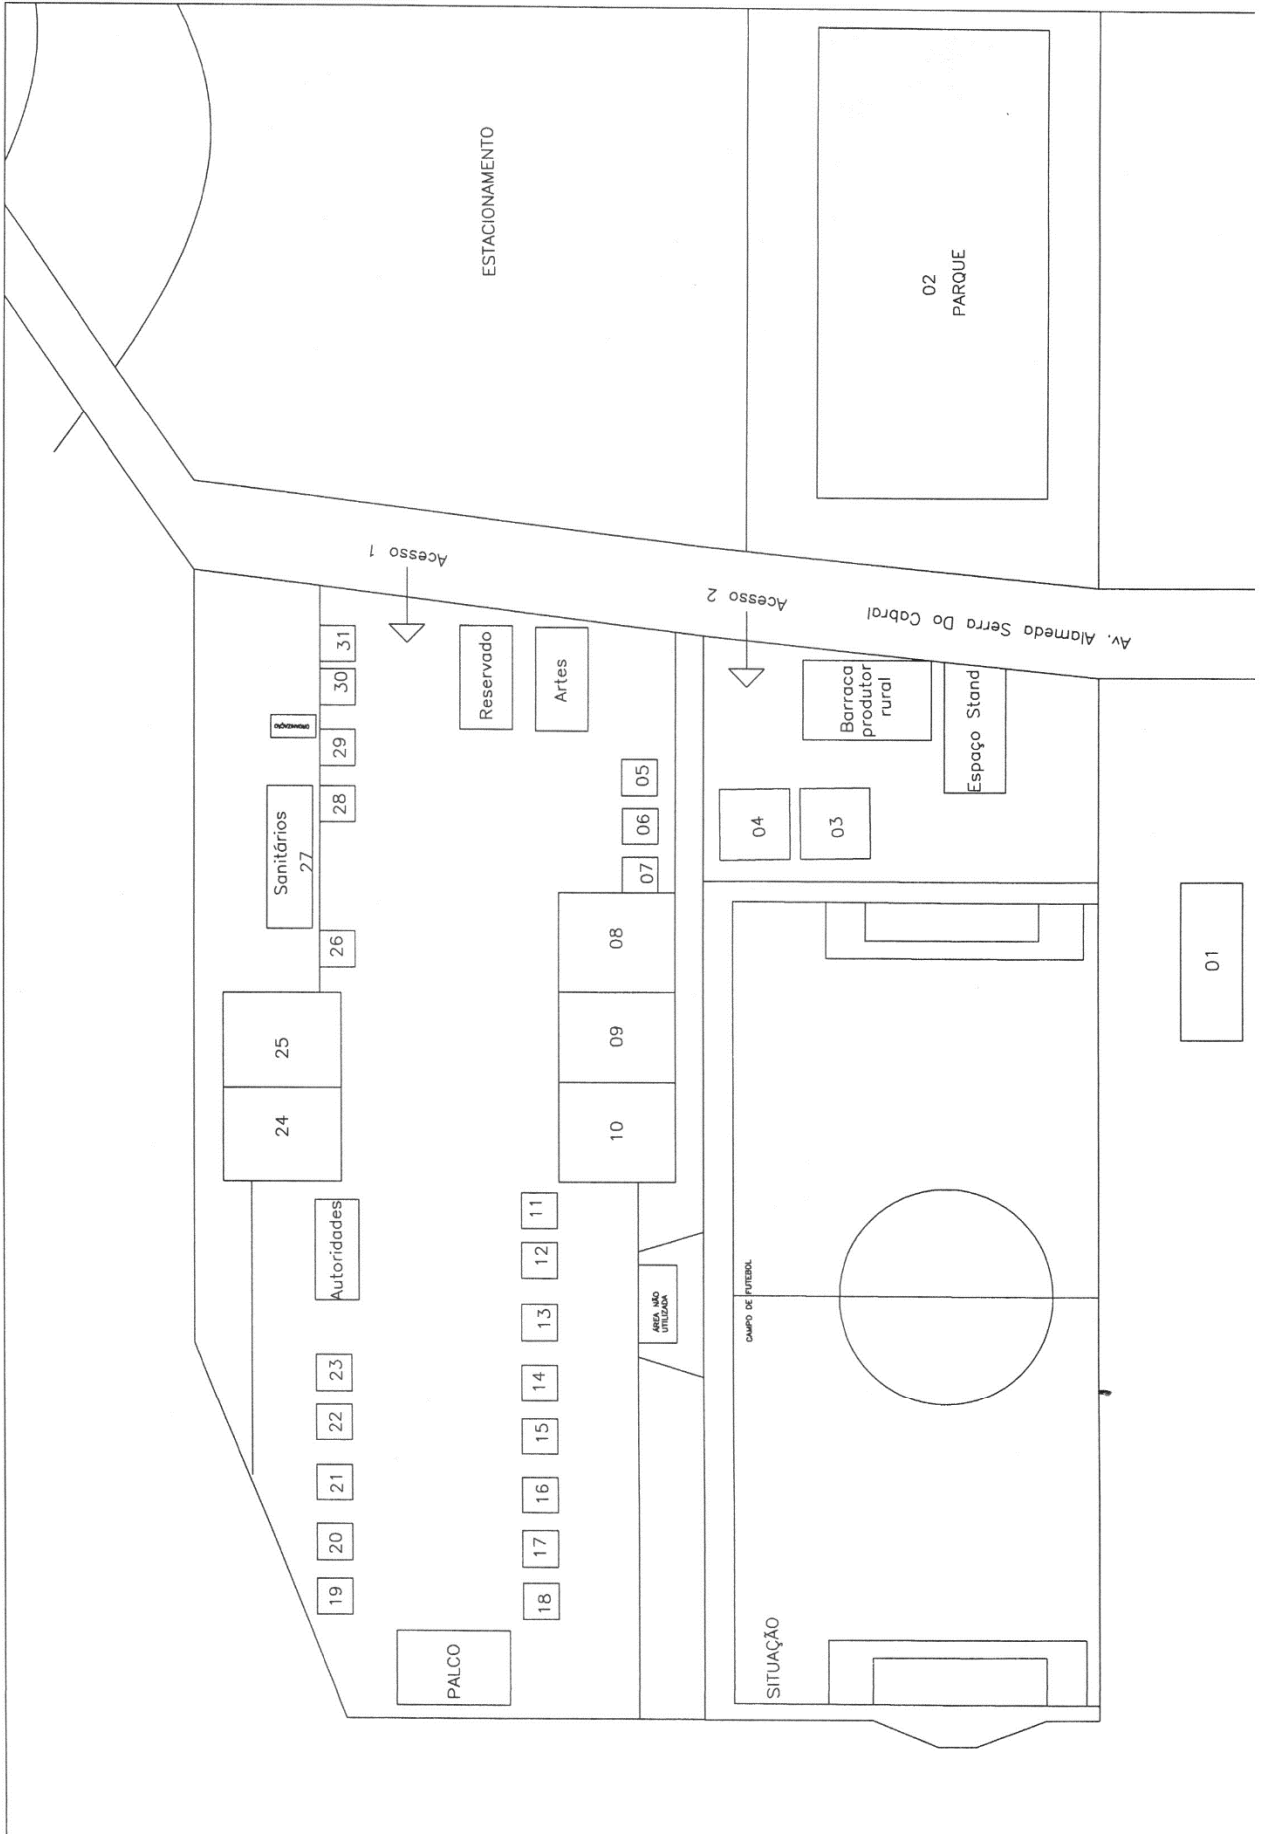 ESTACIONAMENTO
02
PARQUE
Acesso 1
Acesso 2
Av. Alameda Serra Do Cabral
31
30
ORGANIZAÇÃO
29
28
Sanitários
27
26
25
24
Autoridades
23
22
21
20
19
PALCO
Reservado
Artes
05
06
07
08
09
10
11
12
13
14
15
16
17
18
ÁREA NÃO
UTILIZADA
Barraca
produtor
rural
Espaço Stand
04
03
01
CAMPO DE FUTEBOL
SITUAÇÃO